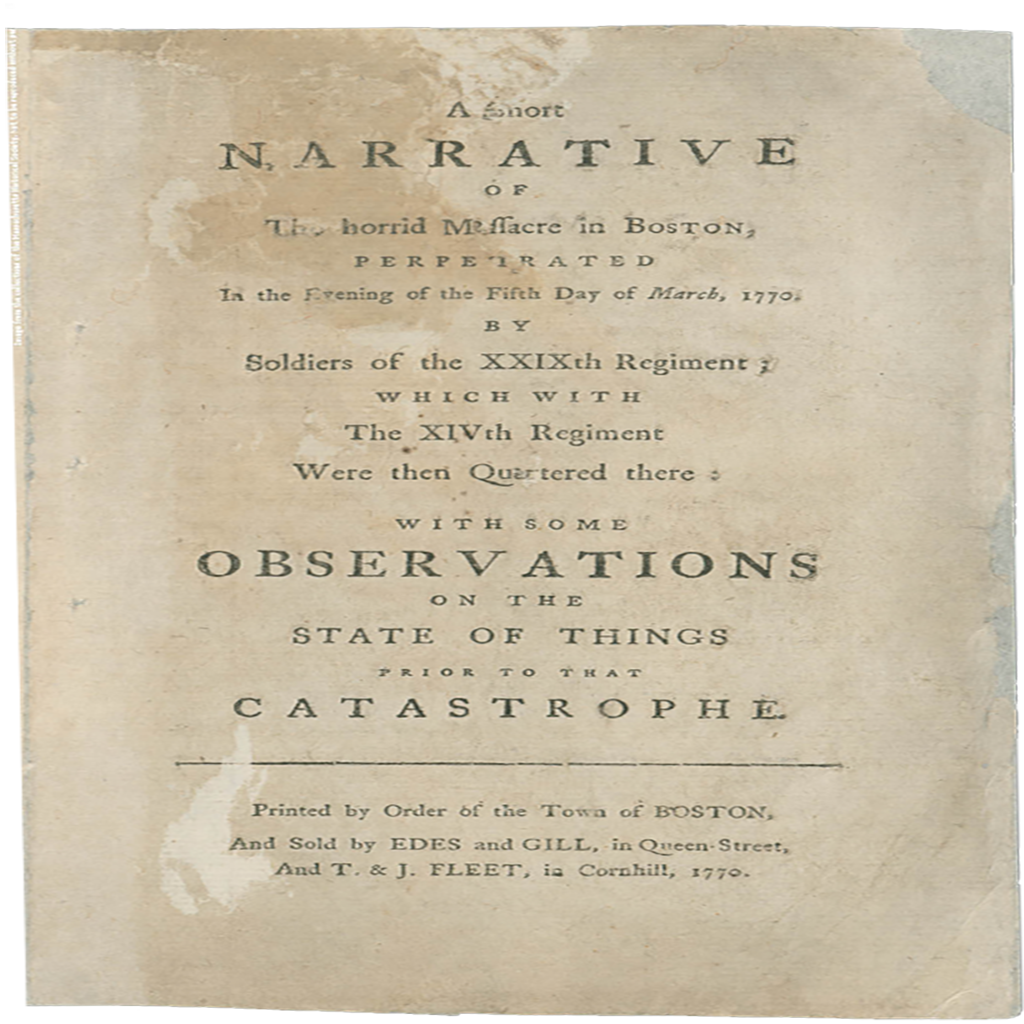 A Short
NARRATIVE
OF
The horrid Maſſacre in BOSTON,
PERPETRATED
In the Evening of the Fifth Day of March, 1770.
BY
Soldiers of the XXIXth Regiment;
WHICH WITH
The XIVth Regiment
Were then Quartered there:
WITH SOME
OBSERVATIONS
ON THE
STATE OF THINGS
PRIOR TO THAT
CATASTROPHE.
Printed by Order of the Town of BOSTON,
And Sold by EDES and GILL, in Queen-Street,
And T. & J. FLEET, in Cornhill, 1770.